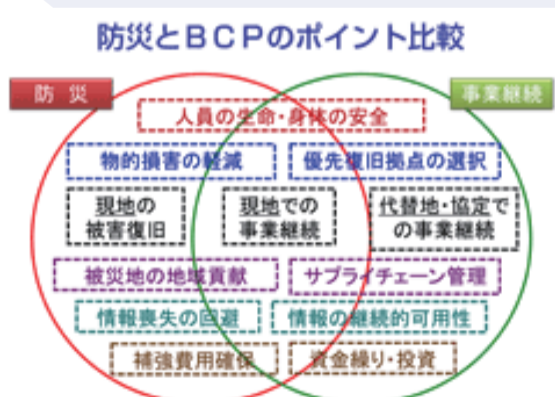 防災とBCPのポイント比較
防 災
事業継続
人員の生命・身体の安全
物的損害の軽減
優先復旧拠点の選択
現地の
被害復旧
現地での
事業継続
代替地・協定で
の事業継続
被災地の地域貢献
サプライチェーン管理
情報喪失の回避
情報の継続的可用性
補強費用確保
資金繰り・投資